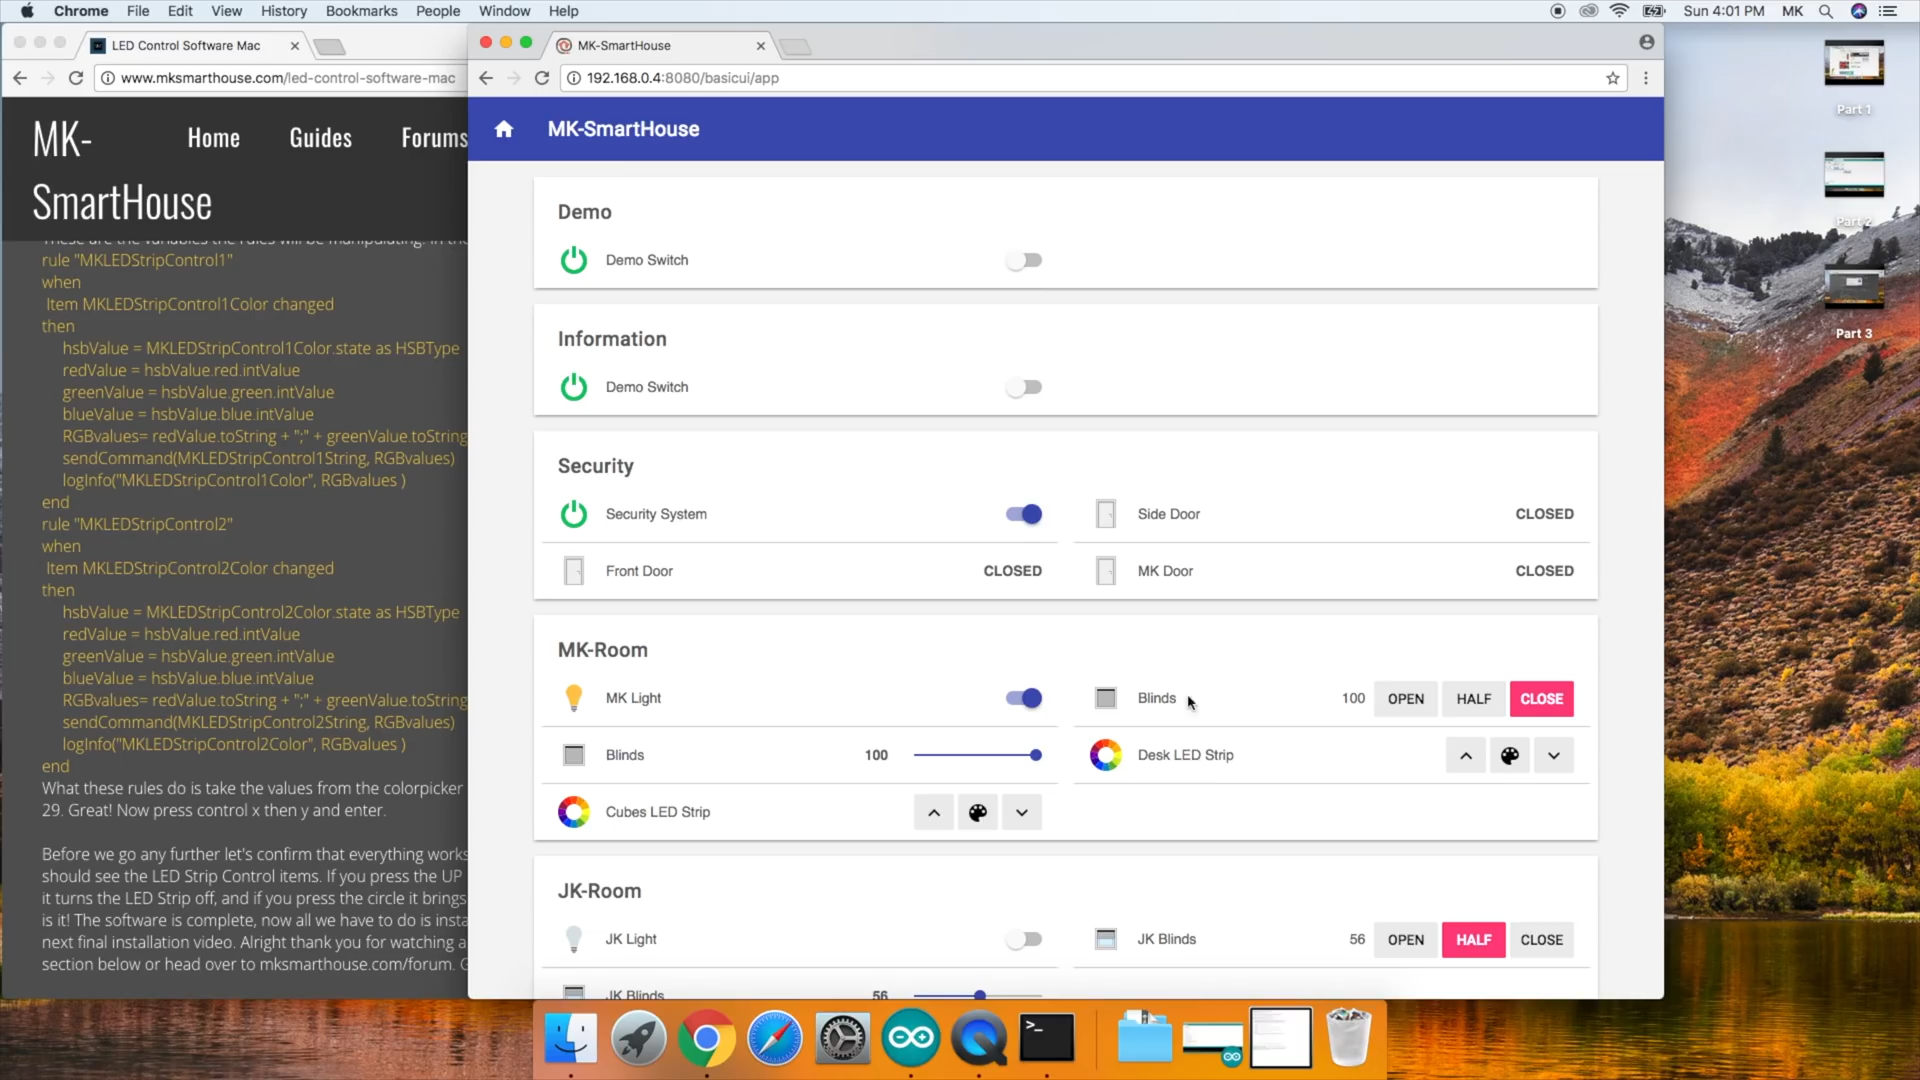 Chrome File Edit View History Bookmarks People Window Help
Sun 4:01 PM MK
LED Control Software Mac
www.mksmarthouse.com/led-control-software-mac
MK-SmartHouse
192.168.0.4:8080/basicui/app
MK-
SmartHouse
Home Guides Forums
These are the variables the rules will be manipulating. In the
rule "MKLEDStripControl1"
when
Item MKLEDStripControl1Color changed
then
hsbValue = MKLEDStripControl1Color.state as HSBType
redValue = hsbValue.red.intValue
greenValue = hsbValue.green.intValue
blueValue = hsbValue.blue.intValue
RGBvalues= redValue.toString + ";" + greenValue.toString
sendCommand(MKLEDStripControl1String, RGBvalues)
logInfo("MKLEDStripControl1Color", RGBvalues )
end
rule "MKLEDStripControl2"
when
Item MKLEDStripControl2Color changed
then
hsbValue = MKLEDStripControl2Color.state as HSBType
redValue = hsbValue.red.intValue
greenValue = hsbValue.green.intValue
blueValue = hsbValue.blue.intValue
RGBvalues= redValue.toString + ";" + greenValue.toString
sendCommand(MKLEDStripControl2String, RGBvalues)
logInfo("MKLEDStripControl2Color", RGBvalues )
end
What these rules do is take the values from the colorpicker
29. Great! Now press control x then y and enter.
Before we go any further let's confirm that everything works
should see the LED Strip Control items. If you press the UP
it turns the LED Strip off, and if you press the circle it brings
is it! The software is complete, now all we have to do is insta
next final installation video. Alright thank you for watching a
section below or head over to mksmarthouse.com/forum. G
MK-SmartHouse
Demo
Demo Switch
Information
Demo Switch
Security
Security System
Side Door CLOSED
Front Door CLOSED
MK Door CLOSED
MK-Room
MK Light
Blinds 100 OPEN HALF CLOSE
Blinds 100
Desk LED Strip
Cubes LED Strip
JK-Room
JK Light
JK Blinds 56 OPEN HALF CLOSE
JK Blinds 56
Part 1
Part 2
Part 3